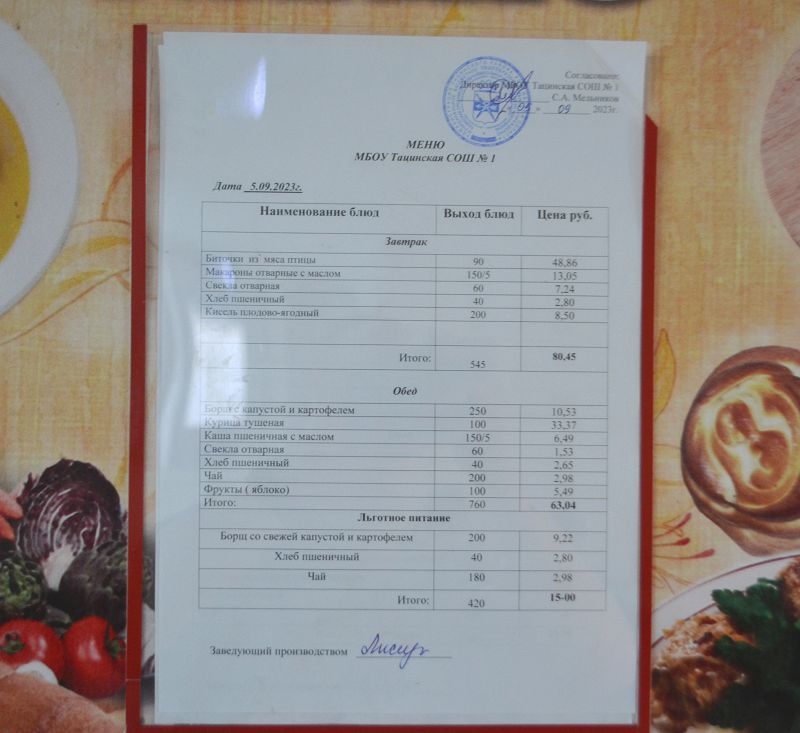 Согласовано:
Директор МБОУ Тацинская СОШ № 1
С.А. Мельников
09 2023г.
МЕНЮ
МБОУ Тацинская СОШ № 1
Дата 5.09.2023г.
Наименование блюд Выход блюд Цена руб.
Завтрак
Биточки из мяса птицы 90 48,86
Макароны отварные с маслом 150/5 13,05
Свекла отварная 60 7,24
Хлеб пшеничный 40 2,80
Кисель плодово-ягодный 200 8,50
Итого: 545 80,45
Обед
Борщ с капустой и картофелем 250 10,53
Курица тушеная 100 33,37
Каша пшеничная с маслом 150/5 6,49
Свекла отварная 60 1,53
Хлеб пшеничный 40 2,65
Чай 200 2,98
Фрукты ( яблоко) 100 5,49
Итого: 760 63,04
Льготное питание
Борщ со свежей капустой и картофелем 200 9,22
Хлеб пшеничный 40 2,80
Чай 180 2,98
Итого: 420 15-00
Заведующий производством